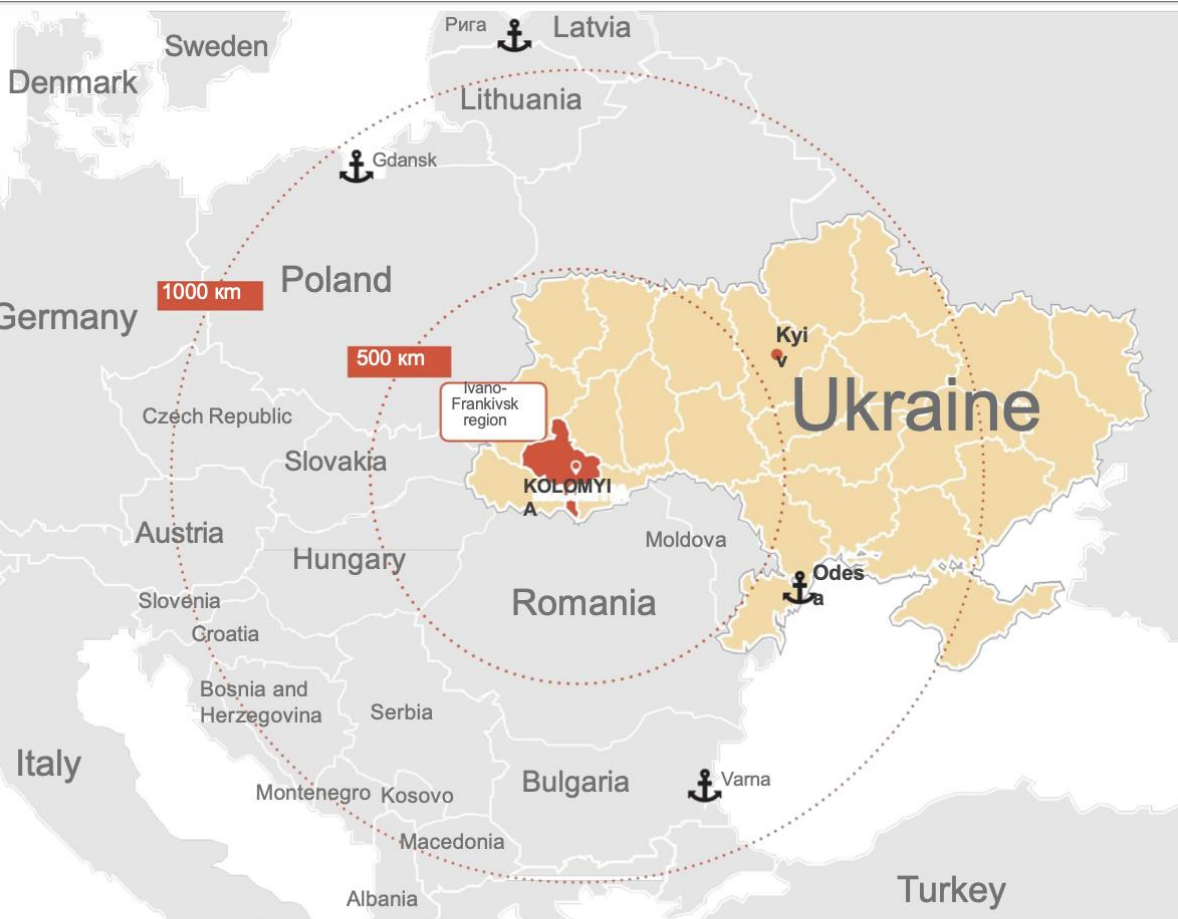 Рига
Latvia
Sweden
Denmark
Lithuania
Gdansk
Poland
1000 км
Germany
500 км
Kyi
v
Ivano-
Frankivsk
region
Ukraine
Czech Republic
Slovakia
KOLOMYI
A
Austria
Moldova
Hungary
Odes
a
Slovenia
Romania
Croatia
Bosnia and
Herzegovina
Serbia
Italy
Bulgaria
Varna
Montenegro
Kosovo
Macedonia
Albania
Turkey